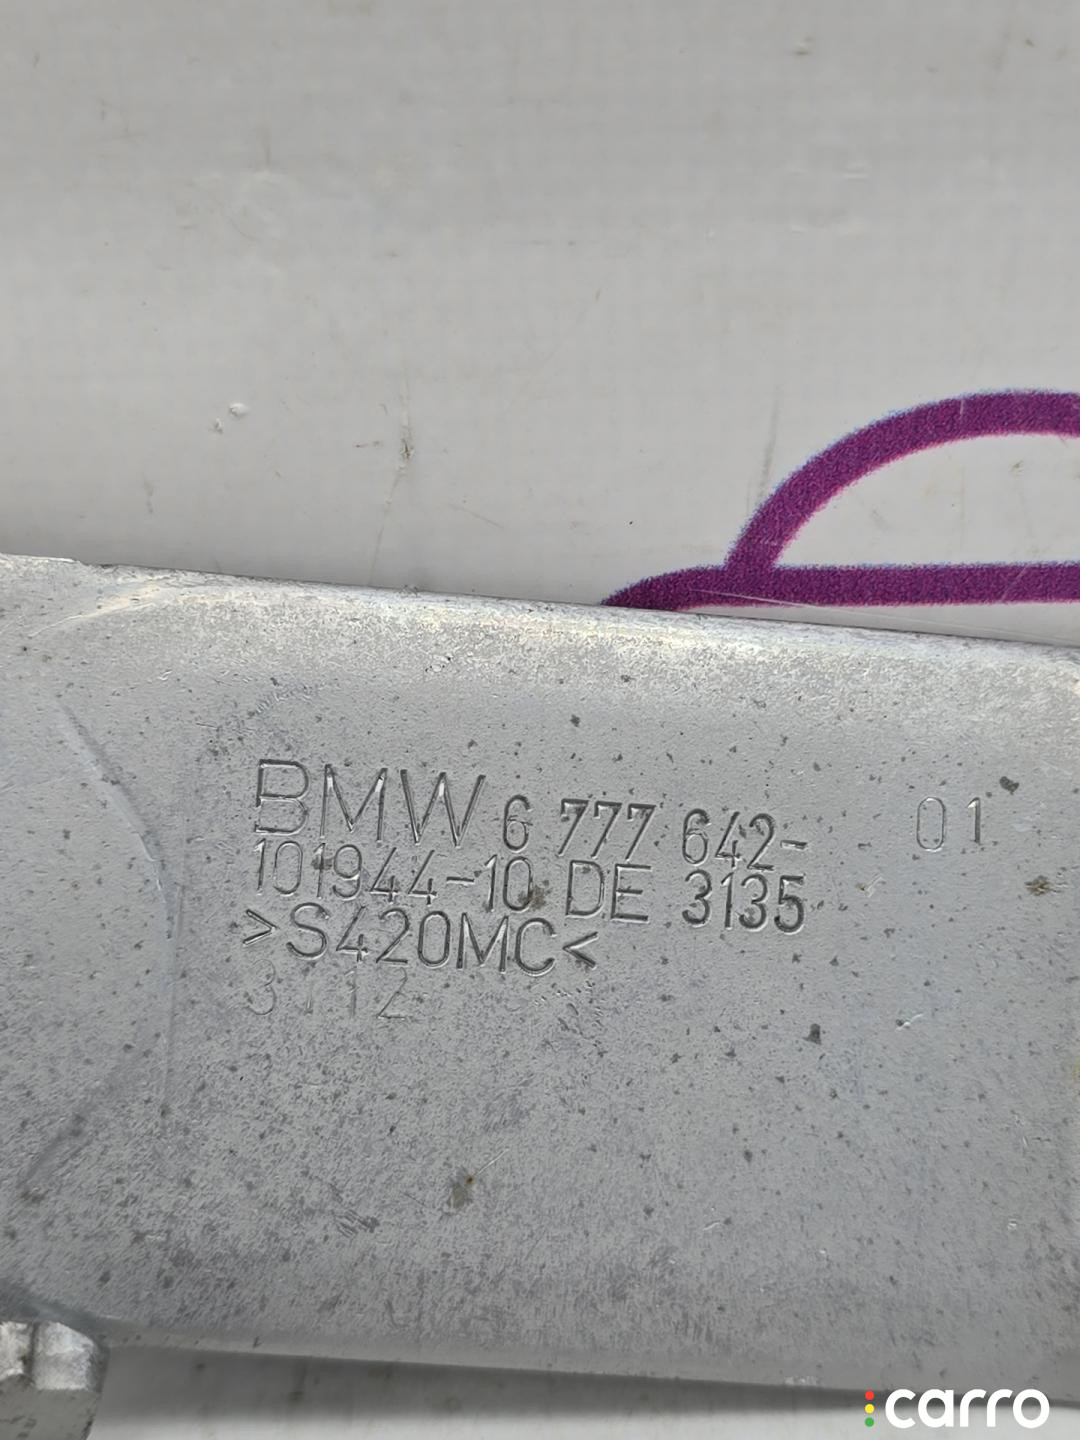 BMW 6 777 642- 01
101944-10 DE 3135
>S420MC<
carro